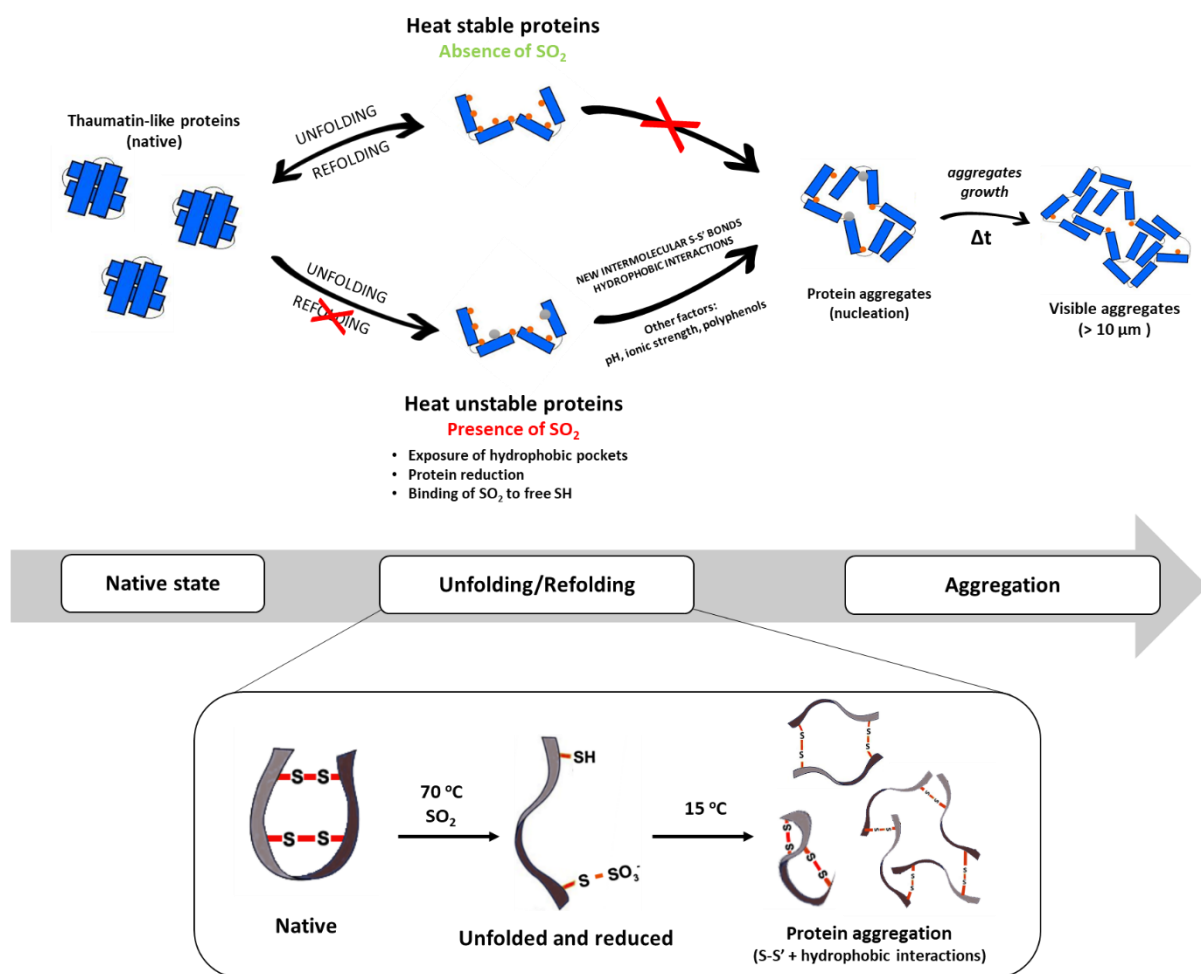 Heat stable proteins
Absence of SO2
Thaumatin-like proteins
(native)
UNFOLDING
REFOLDING
UNFOLDING
REFOLDING
NEW INTERMOLECULAR S-S' BONDS
HYDROPHOBIC INTERACTIONS
Other factors:
pH, ionic strength, polyphenols
aggregates
growth
Δt
Protein aggregates
(nucleation)
Visible aggregates
(> 10 μm )
Heat unstable proteins
Presence of SO2
• Exposure of hydrophobic pockets
• Protein reduction
• Binding of SO2 to free SH
Native state
Unfolding/Refolding
Aggregation
S S
S S
Native
70 °C
SO2
SH
S SO3-
Unfolded and reduced
15 °C
S
S
S
S
S
S
S
S
S-S
S-S
S
S
S
S
Protein aggregation
(S-S' + hydrophobic interactions)